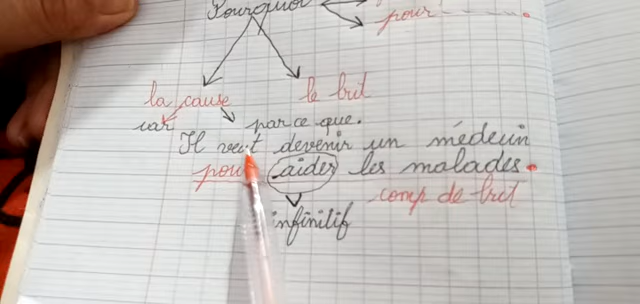 Pourquoi
pour
la cause le but
car parce que.
Il veut devenir un médecin
pour aider les malades.
comp de but
infinitif